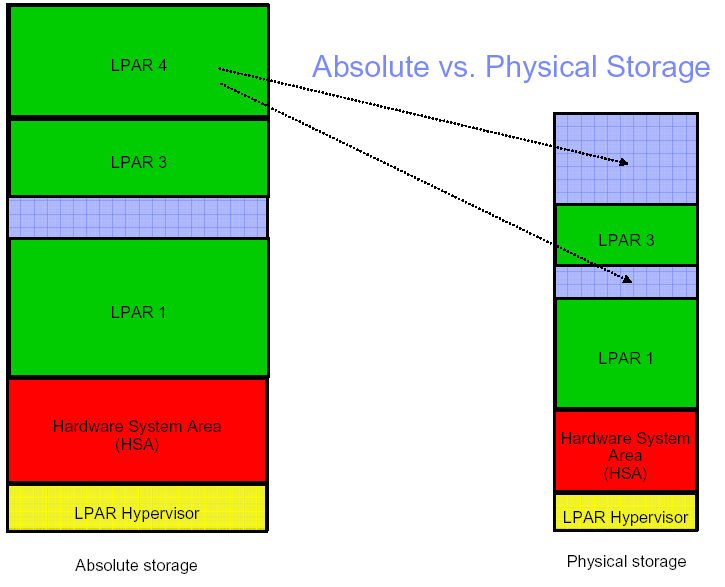 Absolute vs. Physical Storage
LPAR 4
LPAR 3
LPAR 1
Hardware System Area
(HSA)
LPAR Hypervisor
Absolute storage
LPAR 3
LPAR 1
Hardware System
Area
(HSA)
LPAR Hypervisor
Physical storage